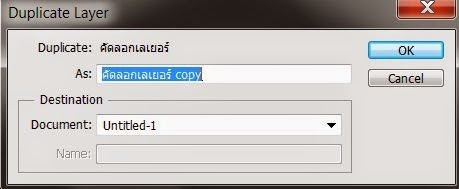 Duplicate Layer
Duplicate: คัดลอกเลเยอร์
OK
As: คัดลอกเลเยอร์ copy
Cancel
Destination
Document: Untitled-1
Name: